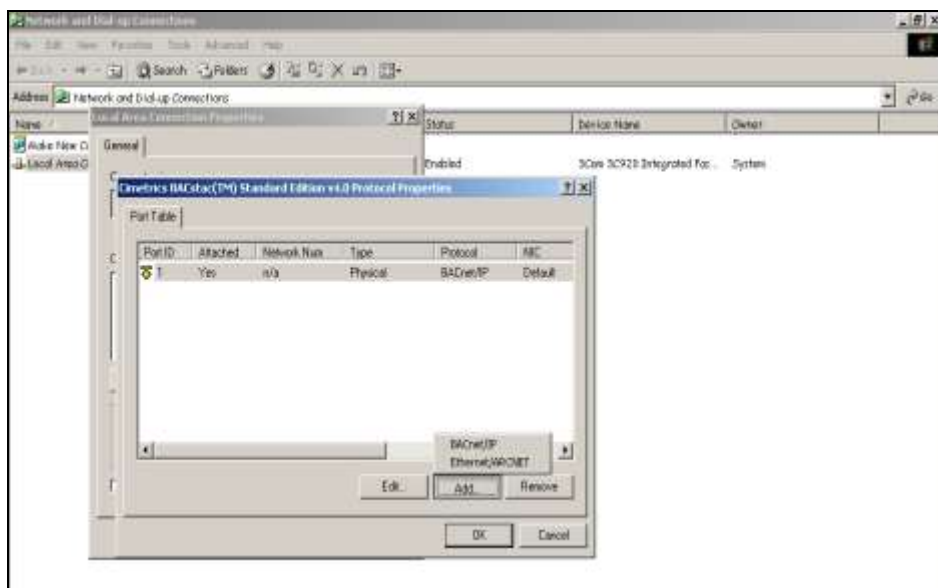 Network and Dial-up Connections
File Edit View Favorites Tools Advanced Help
Back Search Folders
Address Network and Dial-up Connections Go
Name Status Device Name Owner
Make New C
Local Area C Enabled 3Com 3C920 Integrated Fas... System
Local Area Connection Properties
General
Cimetrics BACstac(TM) Standard Edition v4.0 Protocol Properties
Port Table
Port ID Attached Network Num Type Protocol NIC
1 Yes n/a Physical BACnet/IP Default
BACnet/IP
Ethernet/ARCNET
Edit... Add... Remove
OK Cancel